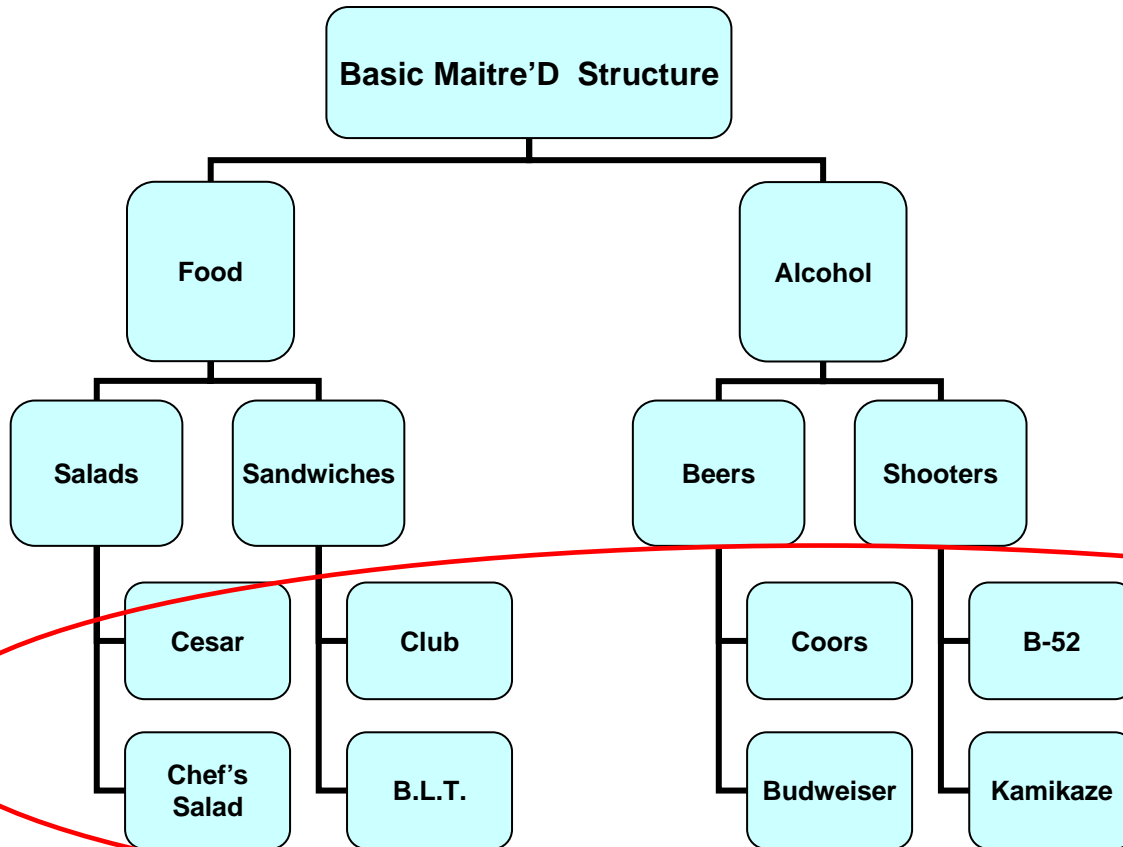 Basic Maitre'D  Structure
Food
Alcohol
Salads
Sandwiches
Beers
Shooters
Cesar
Club
Coors
B-52
Chef's
Salad
B.L.T.
Budweiser
Kamikaze